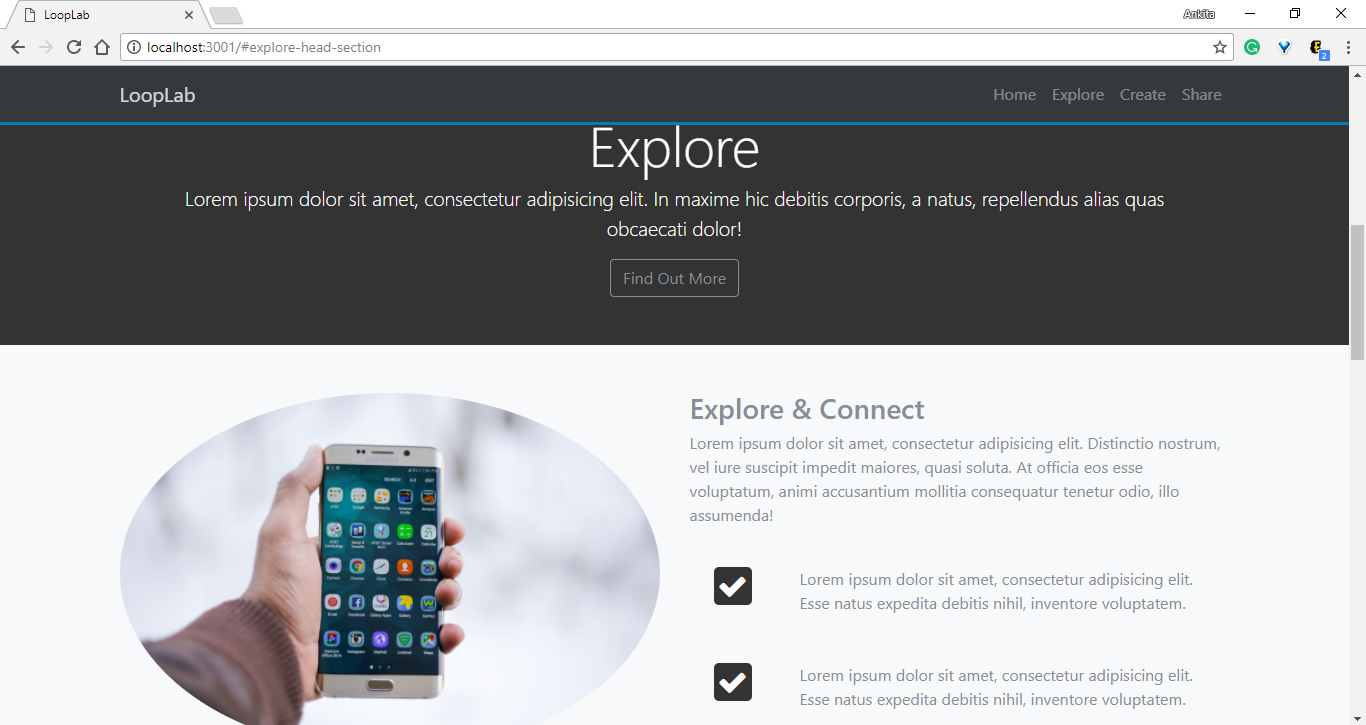 LoopLab
Ankita
localhost:3001/#explore-head-section
2
LoopLab
Home Explore Create Share
Explore
Lorem ipsum dolor sit amet, consectetur adipisicing elit. In maxime hic debitis corporis, a natus, repellendus alias quas
obcaecati dolor!
Find Out More
Explore & Connect
Lorem ipsum dolor sit amet, consectetur adipisicing elit. Distinctio nostrum,
vel iure suscipit impedit maiores, quasi soluta. At officia eos esse
voluptatum, animi accusantium mollitia consequatur tenetur odio, illo
assumenda!
Lorem ipsum dolor sit amet, consectetur adipisicing elit.
Esse natus expedita debitis nihil, inventore voluptatem.
Lorem ipsum dolor sit amet, consectetur adipisicing elit.
Esse natus expedita debitis nihil, inventore voluptatem.